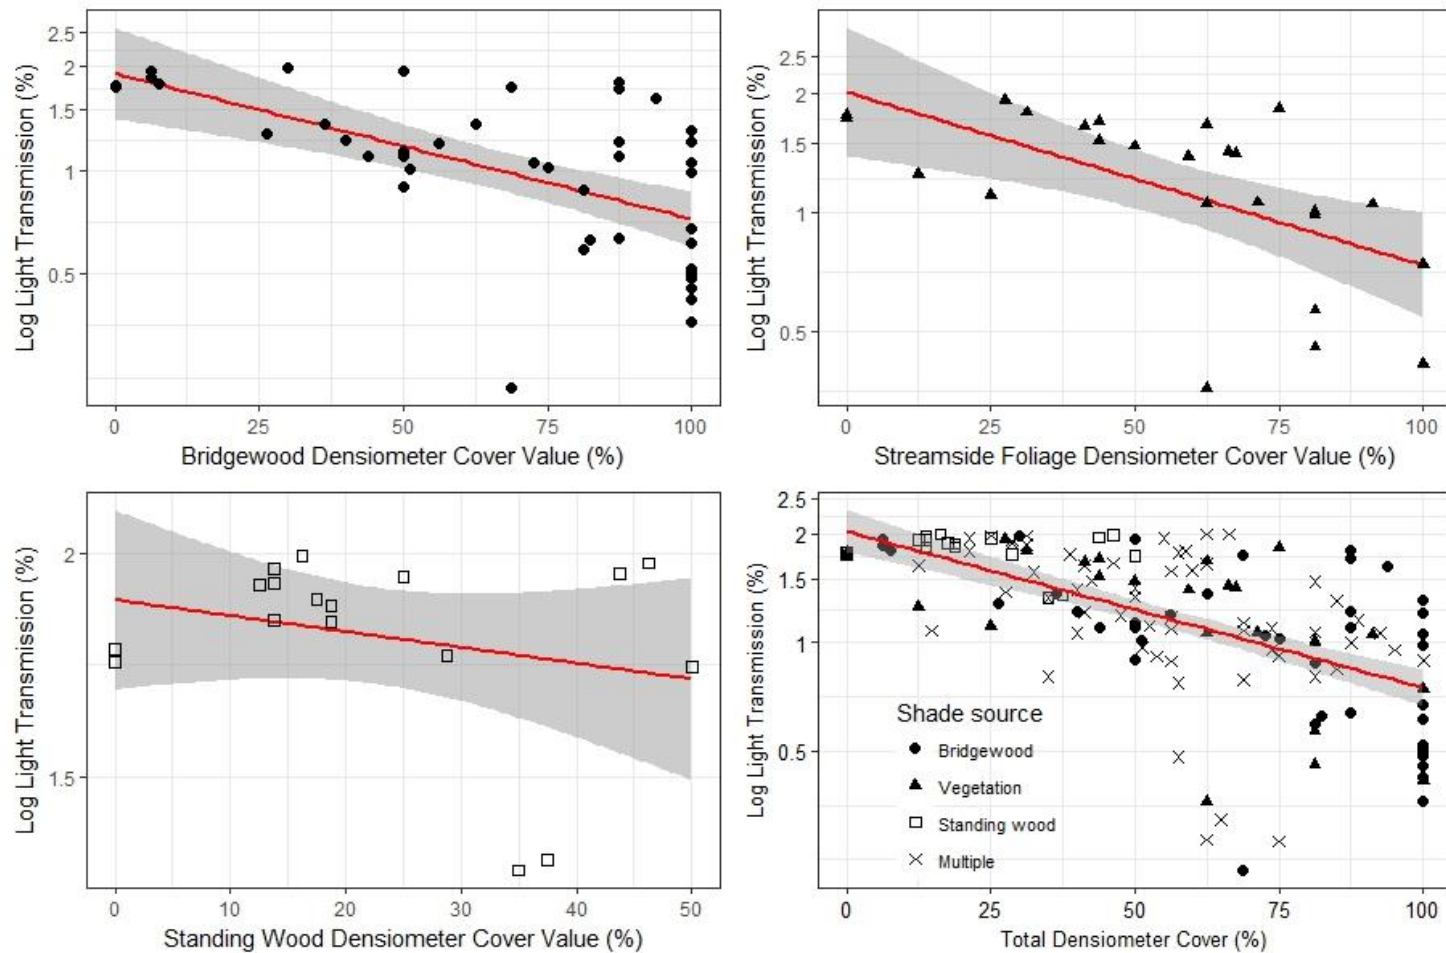 Log Light Transmission (%)
2.5
2
1.5
1
0.5
0 25 50 75 100
Bridgewood Densiometer Cover Value (%)
Log Light Transmission (%)
2.5
2
1.5
1
0.5
0 25 50 75 100
Streamside Foliage Densiometer Cover Value (%)
Log Light Transmission (%)
2
1.5
0 10 20 30 40 50
Standing Wood Densiometer Cover Value (%)
Log Light Transmission (%)
2.5
2
1.5
1
0.5
Shade source
Bridgewood
Vegetation
Standing wood
Multiple
0 25 50 75 100
Total Densiometer Cover (%)